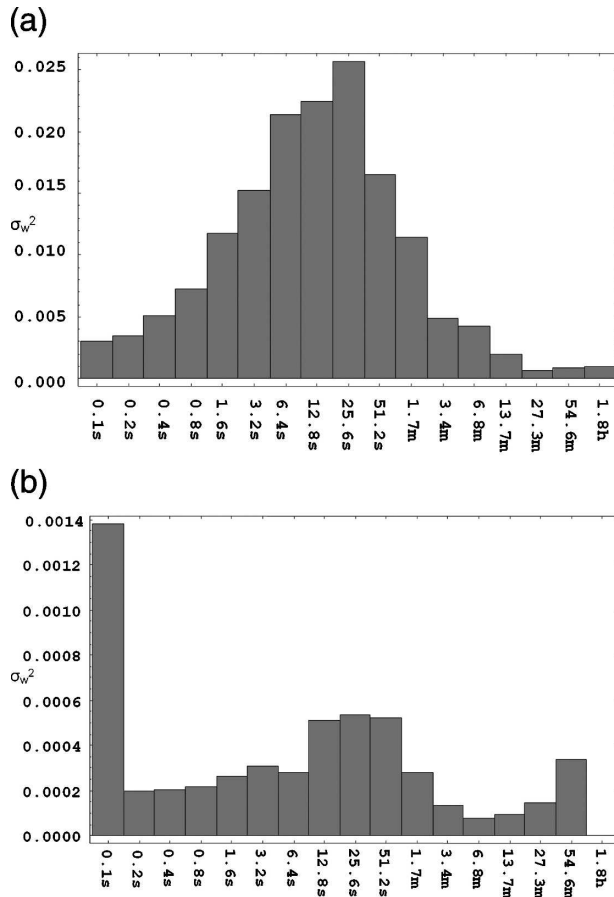 (a)
0.025
0.020
0.015
σw²
0.010
0.005
0.000
0.1s
0.2s
0.4s
0.8s
1.6s
3.2s
6.4s
12.8s
25.6s
51.2s
1.7m
3.4m
6.8m
13.7m
27.3m
54.6m
1.8h
(b)
0.0014
0.0012
0.0010
0.0008
σw²
0.0006
0.0004
0.0002
0.0000
0.1s
0.2s
0.4s
0.8s
1.6s
3.2s
6.4s
12.8s
25.6s
51.2s
1.7m
3.4m
6.8m
13.7m
27.3m
54.6m
1.8h